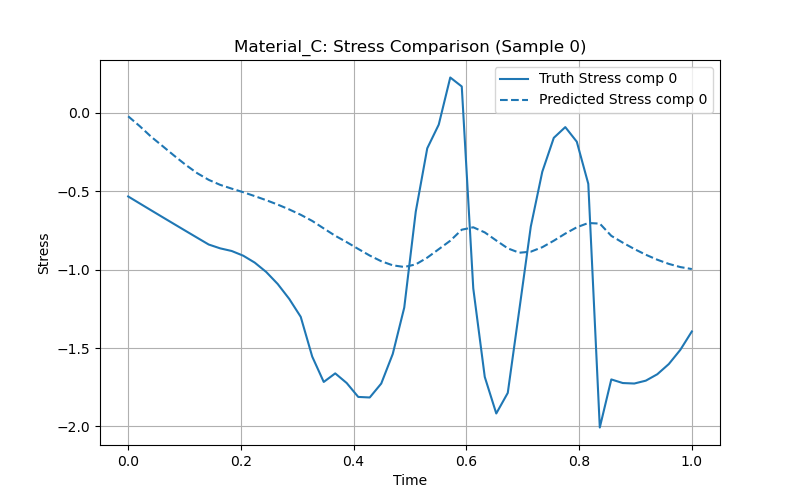 Material_C: Stress Comparison (Sample 0)
Truth Stress comp 0
Predicted Stress comp 0
Stress
0.0
−0.5
−1.0
−1.5
−2.0
0.0 0.2 0.4 0.6 0.8 1.0
Time